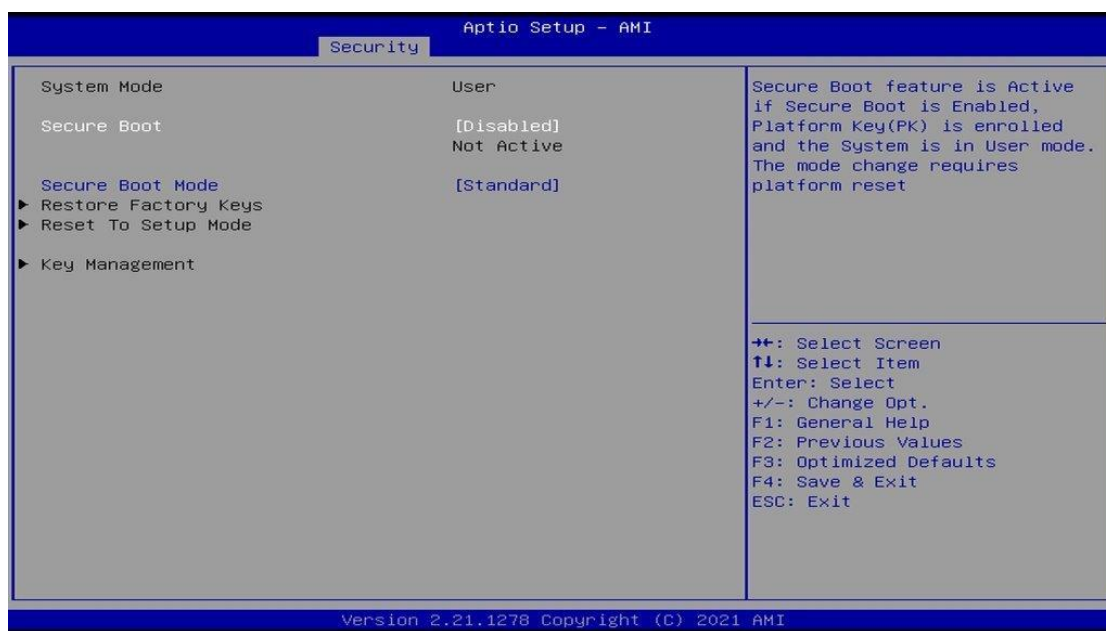 Aptio Setup – AMI
Security
System Mode User
Secure Boot [Disabled]
Not Active
Secure Boot Mode [Standard]
▶ Restore Factory Keys
▶ Reset To Setup Mode
▶ Key Management
Secure Boot feature is Active
if Secure Boot is Enabled,
Platform Key(PK) is enrolled
and the System is in User mode.
The mode change requires
platform reset
→←: Select Screen
↑↓: Select Item
Enter: Select
+/-: Change Opt.
F1: General Help
F2: Previous Values
F3: Optimized Defaults
F4: Save & Exit
ESC: Exit
Version 2.21.1278 Copyright (C) 2021 AMI